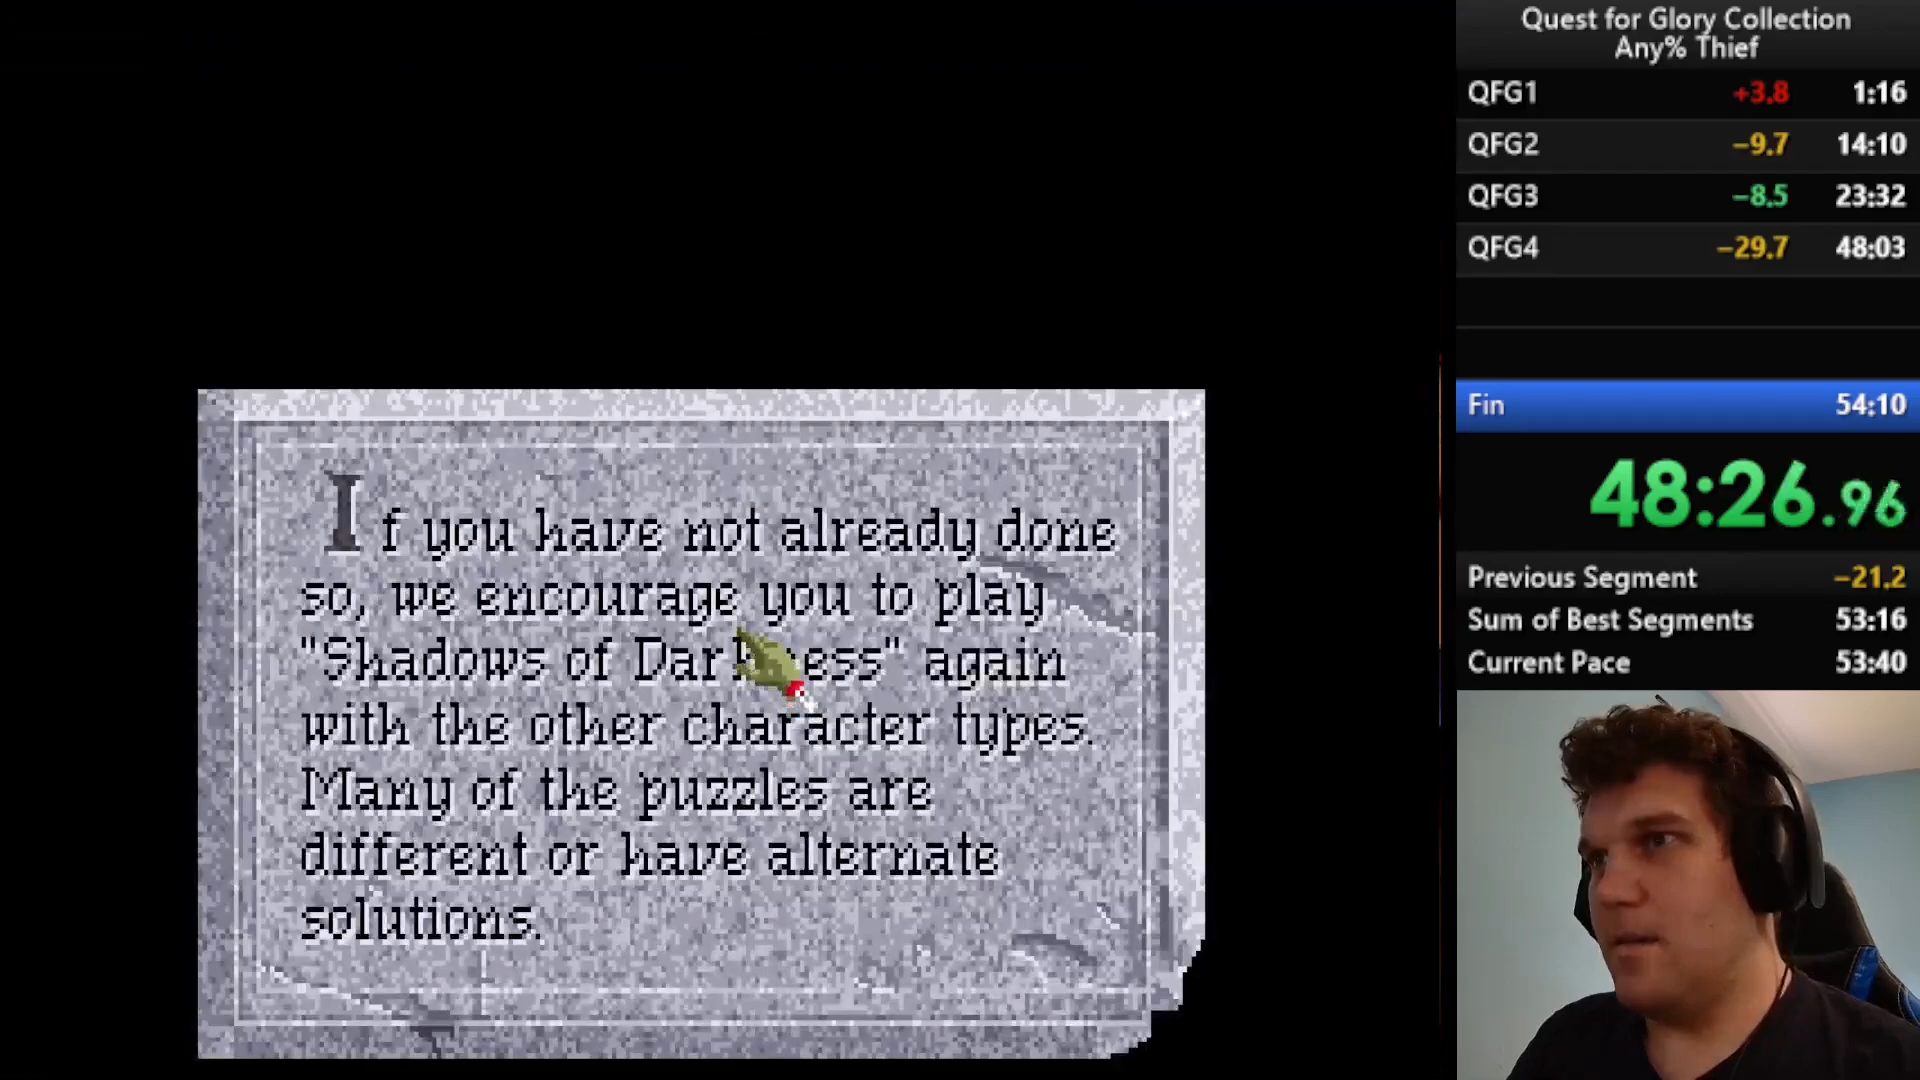 If you have not already done
so, we encourage you to play
"Shadows of Darkness" again
with the other character types.
Many of the puzzles are
different or have alternate
solutions.
Quest for Glory Collection
Any% Thief
QFG1 +3.8 1:16
QFG2 −9.7 14:10
QFG3 −8.5 23:32
QFG4 −29.7 48:03
Fin 54:10
48:26.96
Previous Segment −21.2
Sum of Best Segments 53:16
Current Pace 53:40